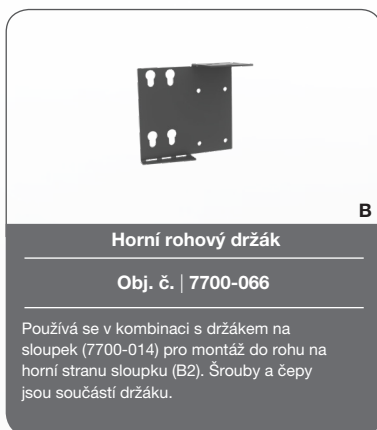 B
Horní rohový držák
Obj. č. | 7700-066
Používá se v kombinaci s držákem na
sloupek (7700-014) pro montáž do rohu na
horní stranu sloupku (B2). Šrouby a čepy
jsou součástí držáku.